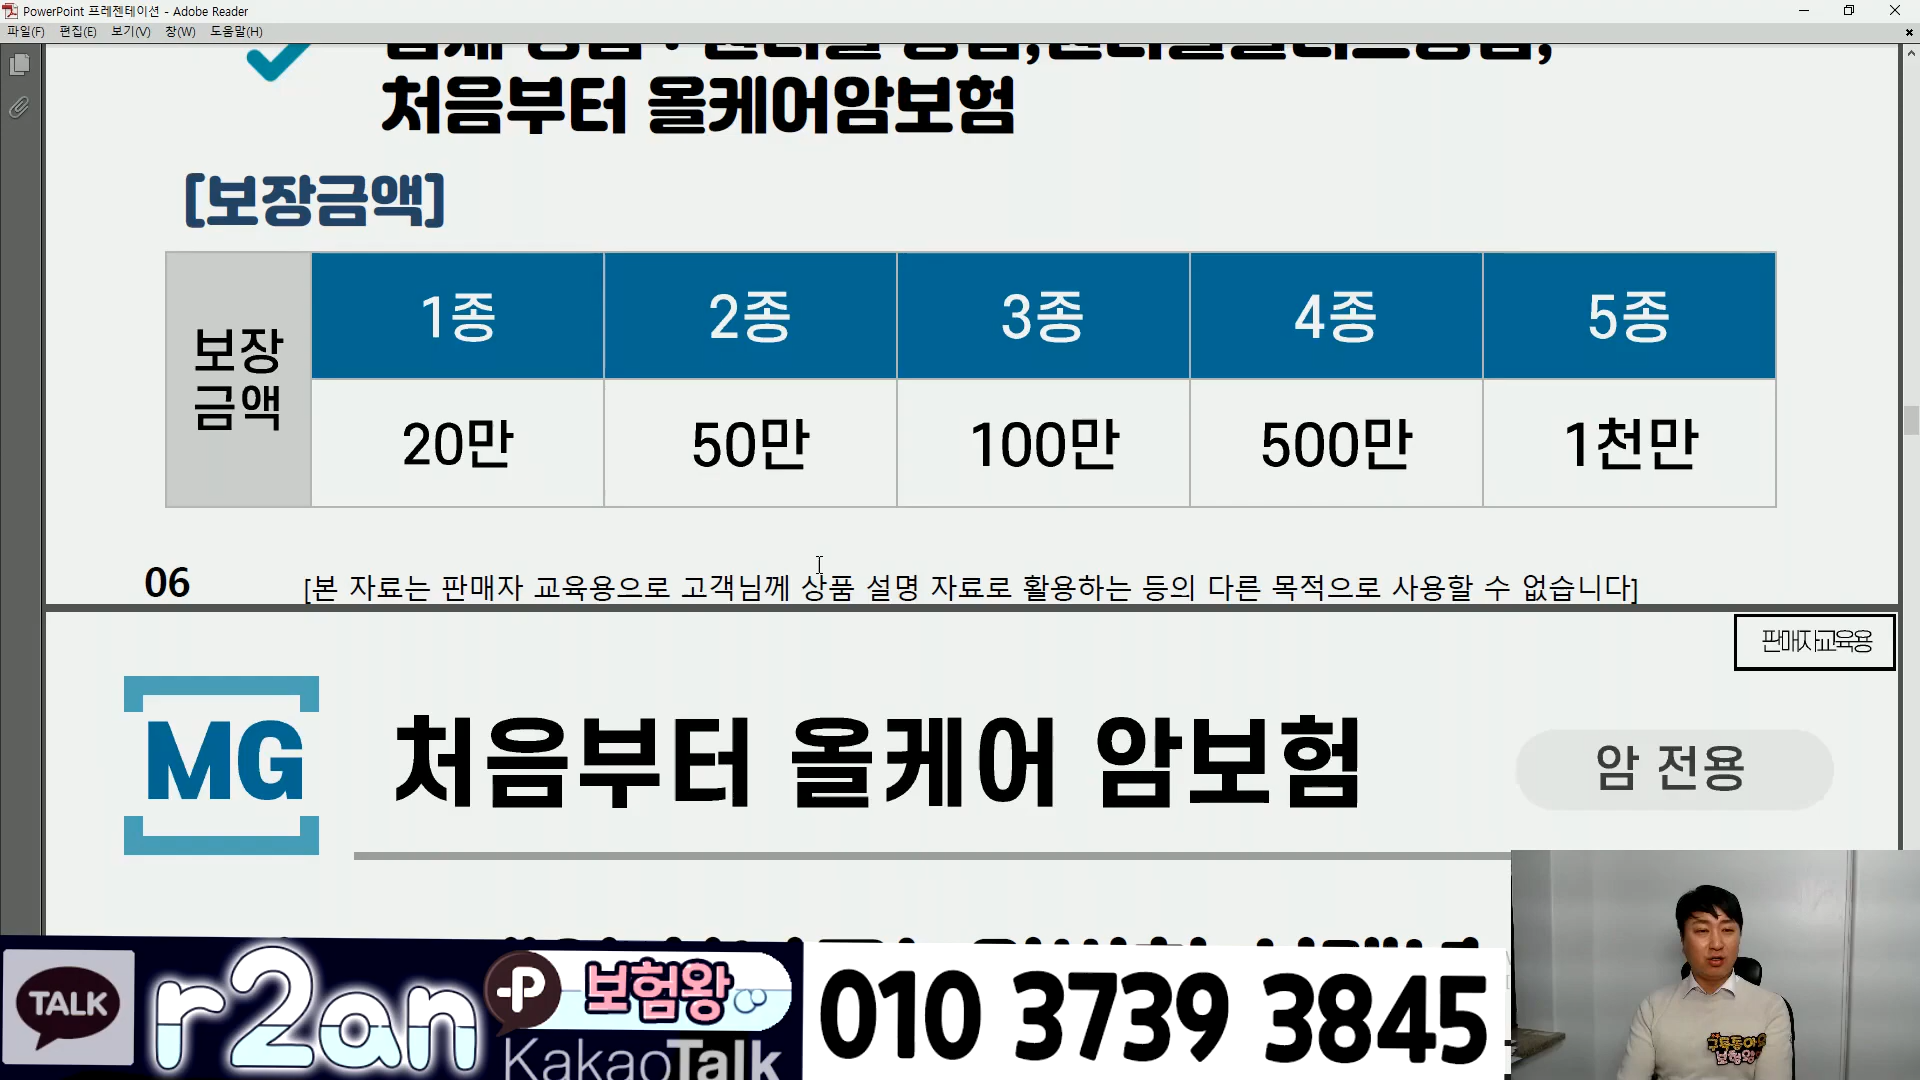 PowerPoint 프레젠테이션 - Adobe Reader
파일(F) 편집(E) 보기(V) 창(W) 도움말(H)
처음부터 올케어암보험
[보장금액]
보장
금액
1종 2종 3종 4종 5종
20만 50만 100만 500만 1천만
06
[본 자료는 판매자 교육용으로 고객님께 상품 설명 자료로 활용하는 등의 다른 목적으로 사용할 수 없습니다]
판매자교육용
MG
처음부터 올케어 암보험
암 전용
TALK
r2an
보험왕
KakaoTalk
010 3739 3845
보험왕